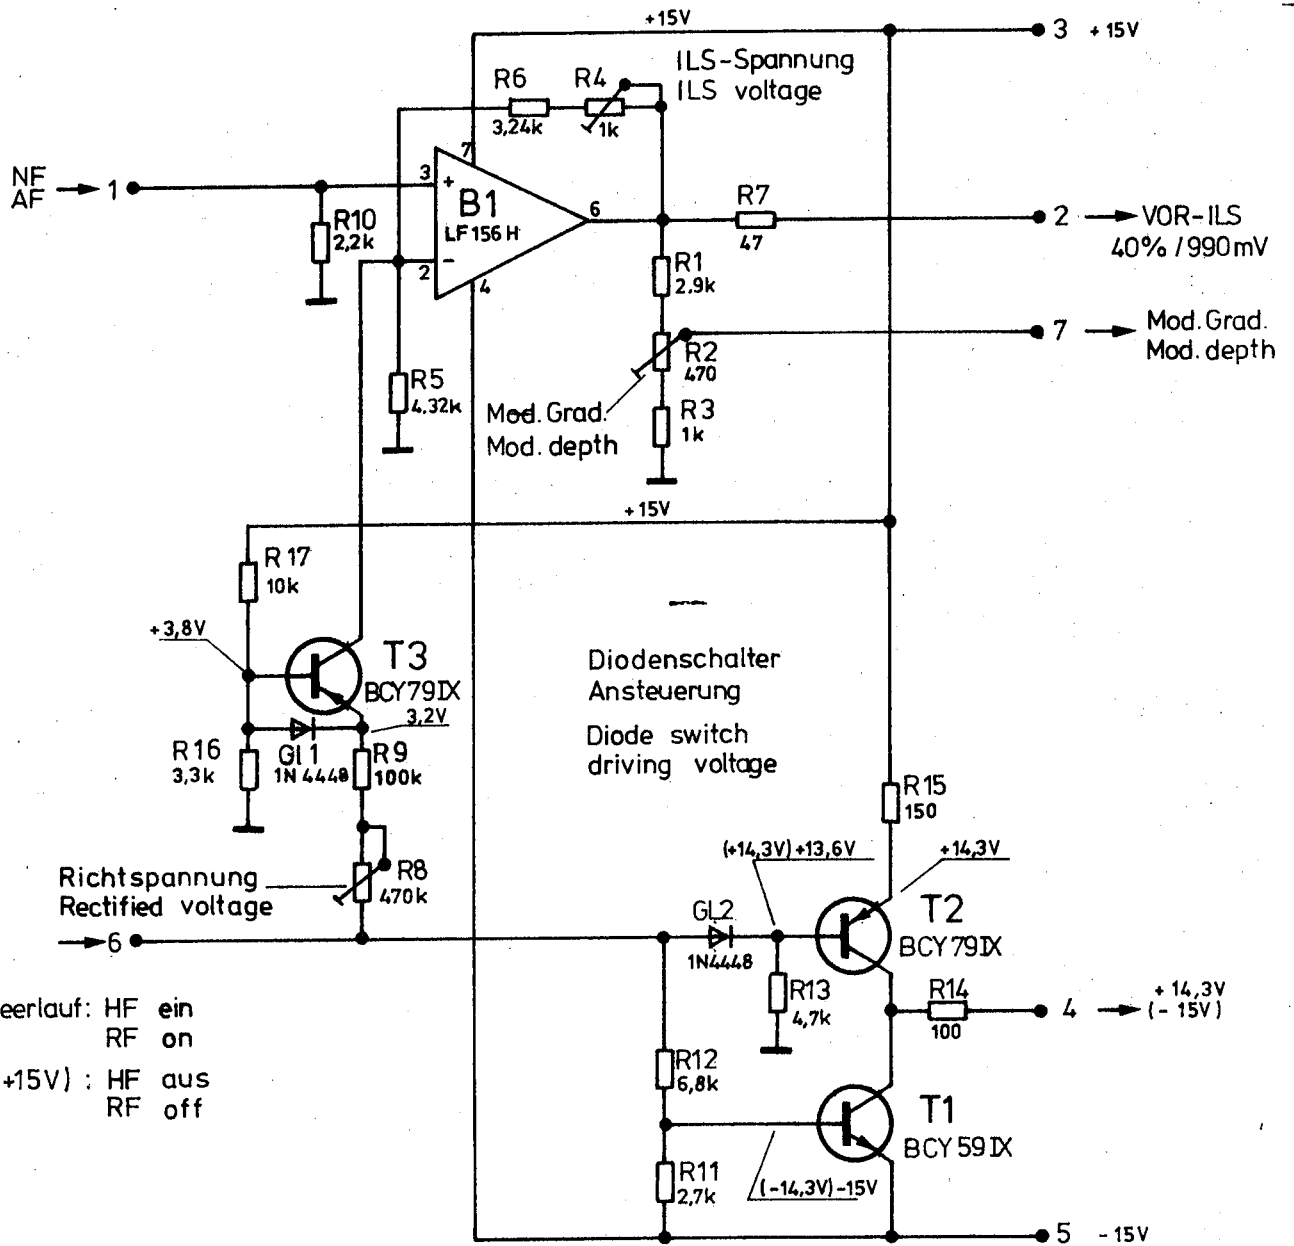 +15V
3 +15V
ILS-Spannung
ILS voltage
R6
3,24k
R4
1k
NF
AF
1
3
+
7
B1
LF 156 H
6
2
−
4
R10
2,2k
R7
47
2
VOR-ILS
40% / 990mV
R1
2.9k
7
Mod. Grad.
Mod. depth
R2
470
R5
4.32k
Mod. Grad.
Mod. depth
R3
1k
+15V
R17
10k
+3,8V
T3
BCY79IX
3,2V
R16
3,3k
Gl1
1N 4448
R9
100k
Diodenschalter
Ansteuerung
Diode switch
driving voltage
R15
150
Richtspannung
Rectified voltage
R8
470k
6
(+14,3V) +13,6V
+14,3V
GL2
1N4448
T2
BCY79IX
R13
4,7k
R14
100
4
+ 14,3V
(- 15V)
eerlauf: HF ein
RF on
+15V) : HF aus
RF off
R12
6,8k
T1
BCY 59 IX
R11
2,7k
(-14,3V) -15V
5 -15V